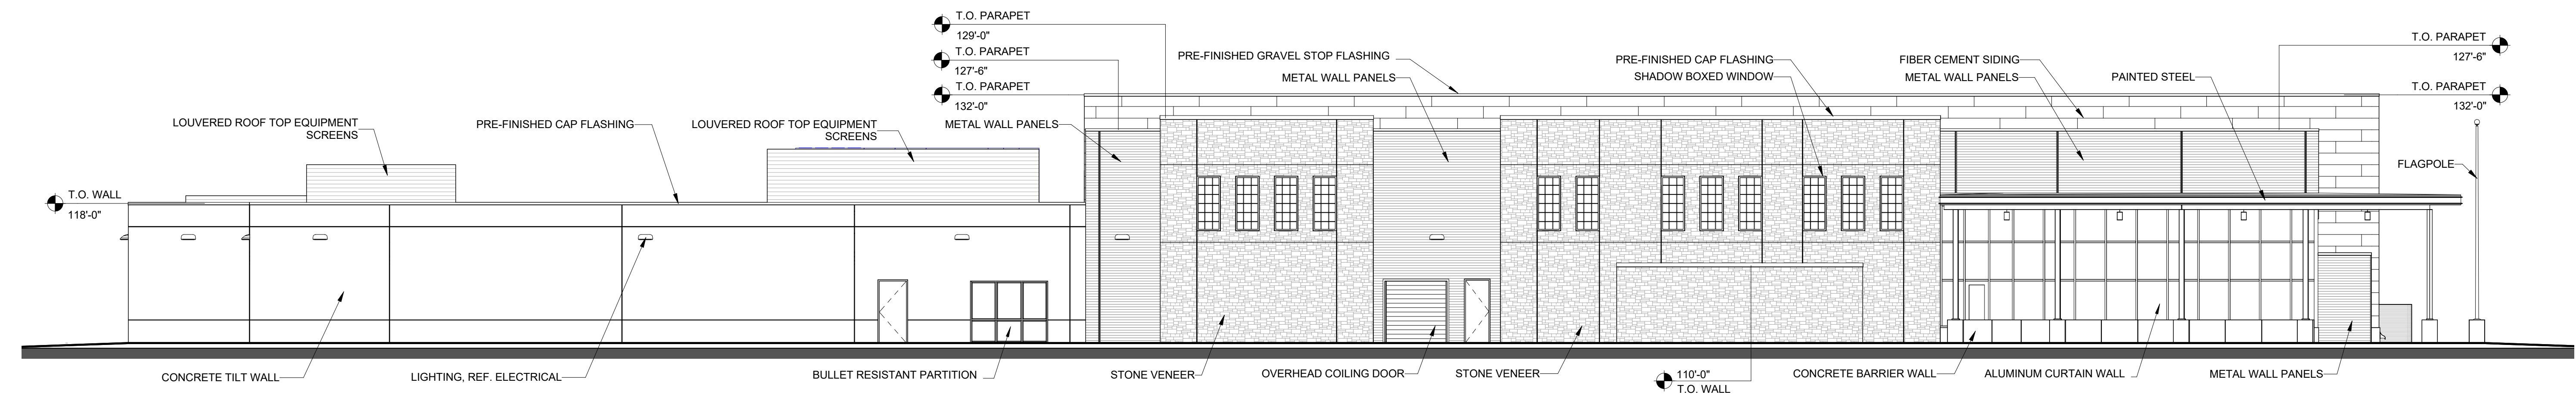 T.O. PARAPET
129'-0"
T.O. PARAPET
127'-6"
T.O. PARAPET
132'-0"
PRE-FINISHED GRAVEL STOP FLASHING
METAL WALL PANELS
PRE-FINISHED CAP FLASHING
SHADOW BOXED WINDOW
FIBER CEMENT SIDING
METAL WALL PANELS
PAINTED STEEL
T.O. PARAPET
127'-6"
T.O. PARAPET
132'-0"
LOUVERED ROOF TOP EQUIPMENT
SCREENS
PRE-FINISHED CAP FLASHING
LOUVERED ROOF TOP EQUIPMENT
SCREENS
METAL WALL PANELS
FLAGPOLE
T.O. WALL
118'-0"
CONCRETE TILT WALL
LIGHTING, REF. ELECTRICAL
BULLET RESISTANT PARTITION
STONE VENEER
OVERHEAD COILING DOOR
STONE VENEER
110'-0"
T.O. WALL
CONCRETE BARRIER WALL
ALUMINUM CURTAIN WALL
METAL WALL PANELS